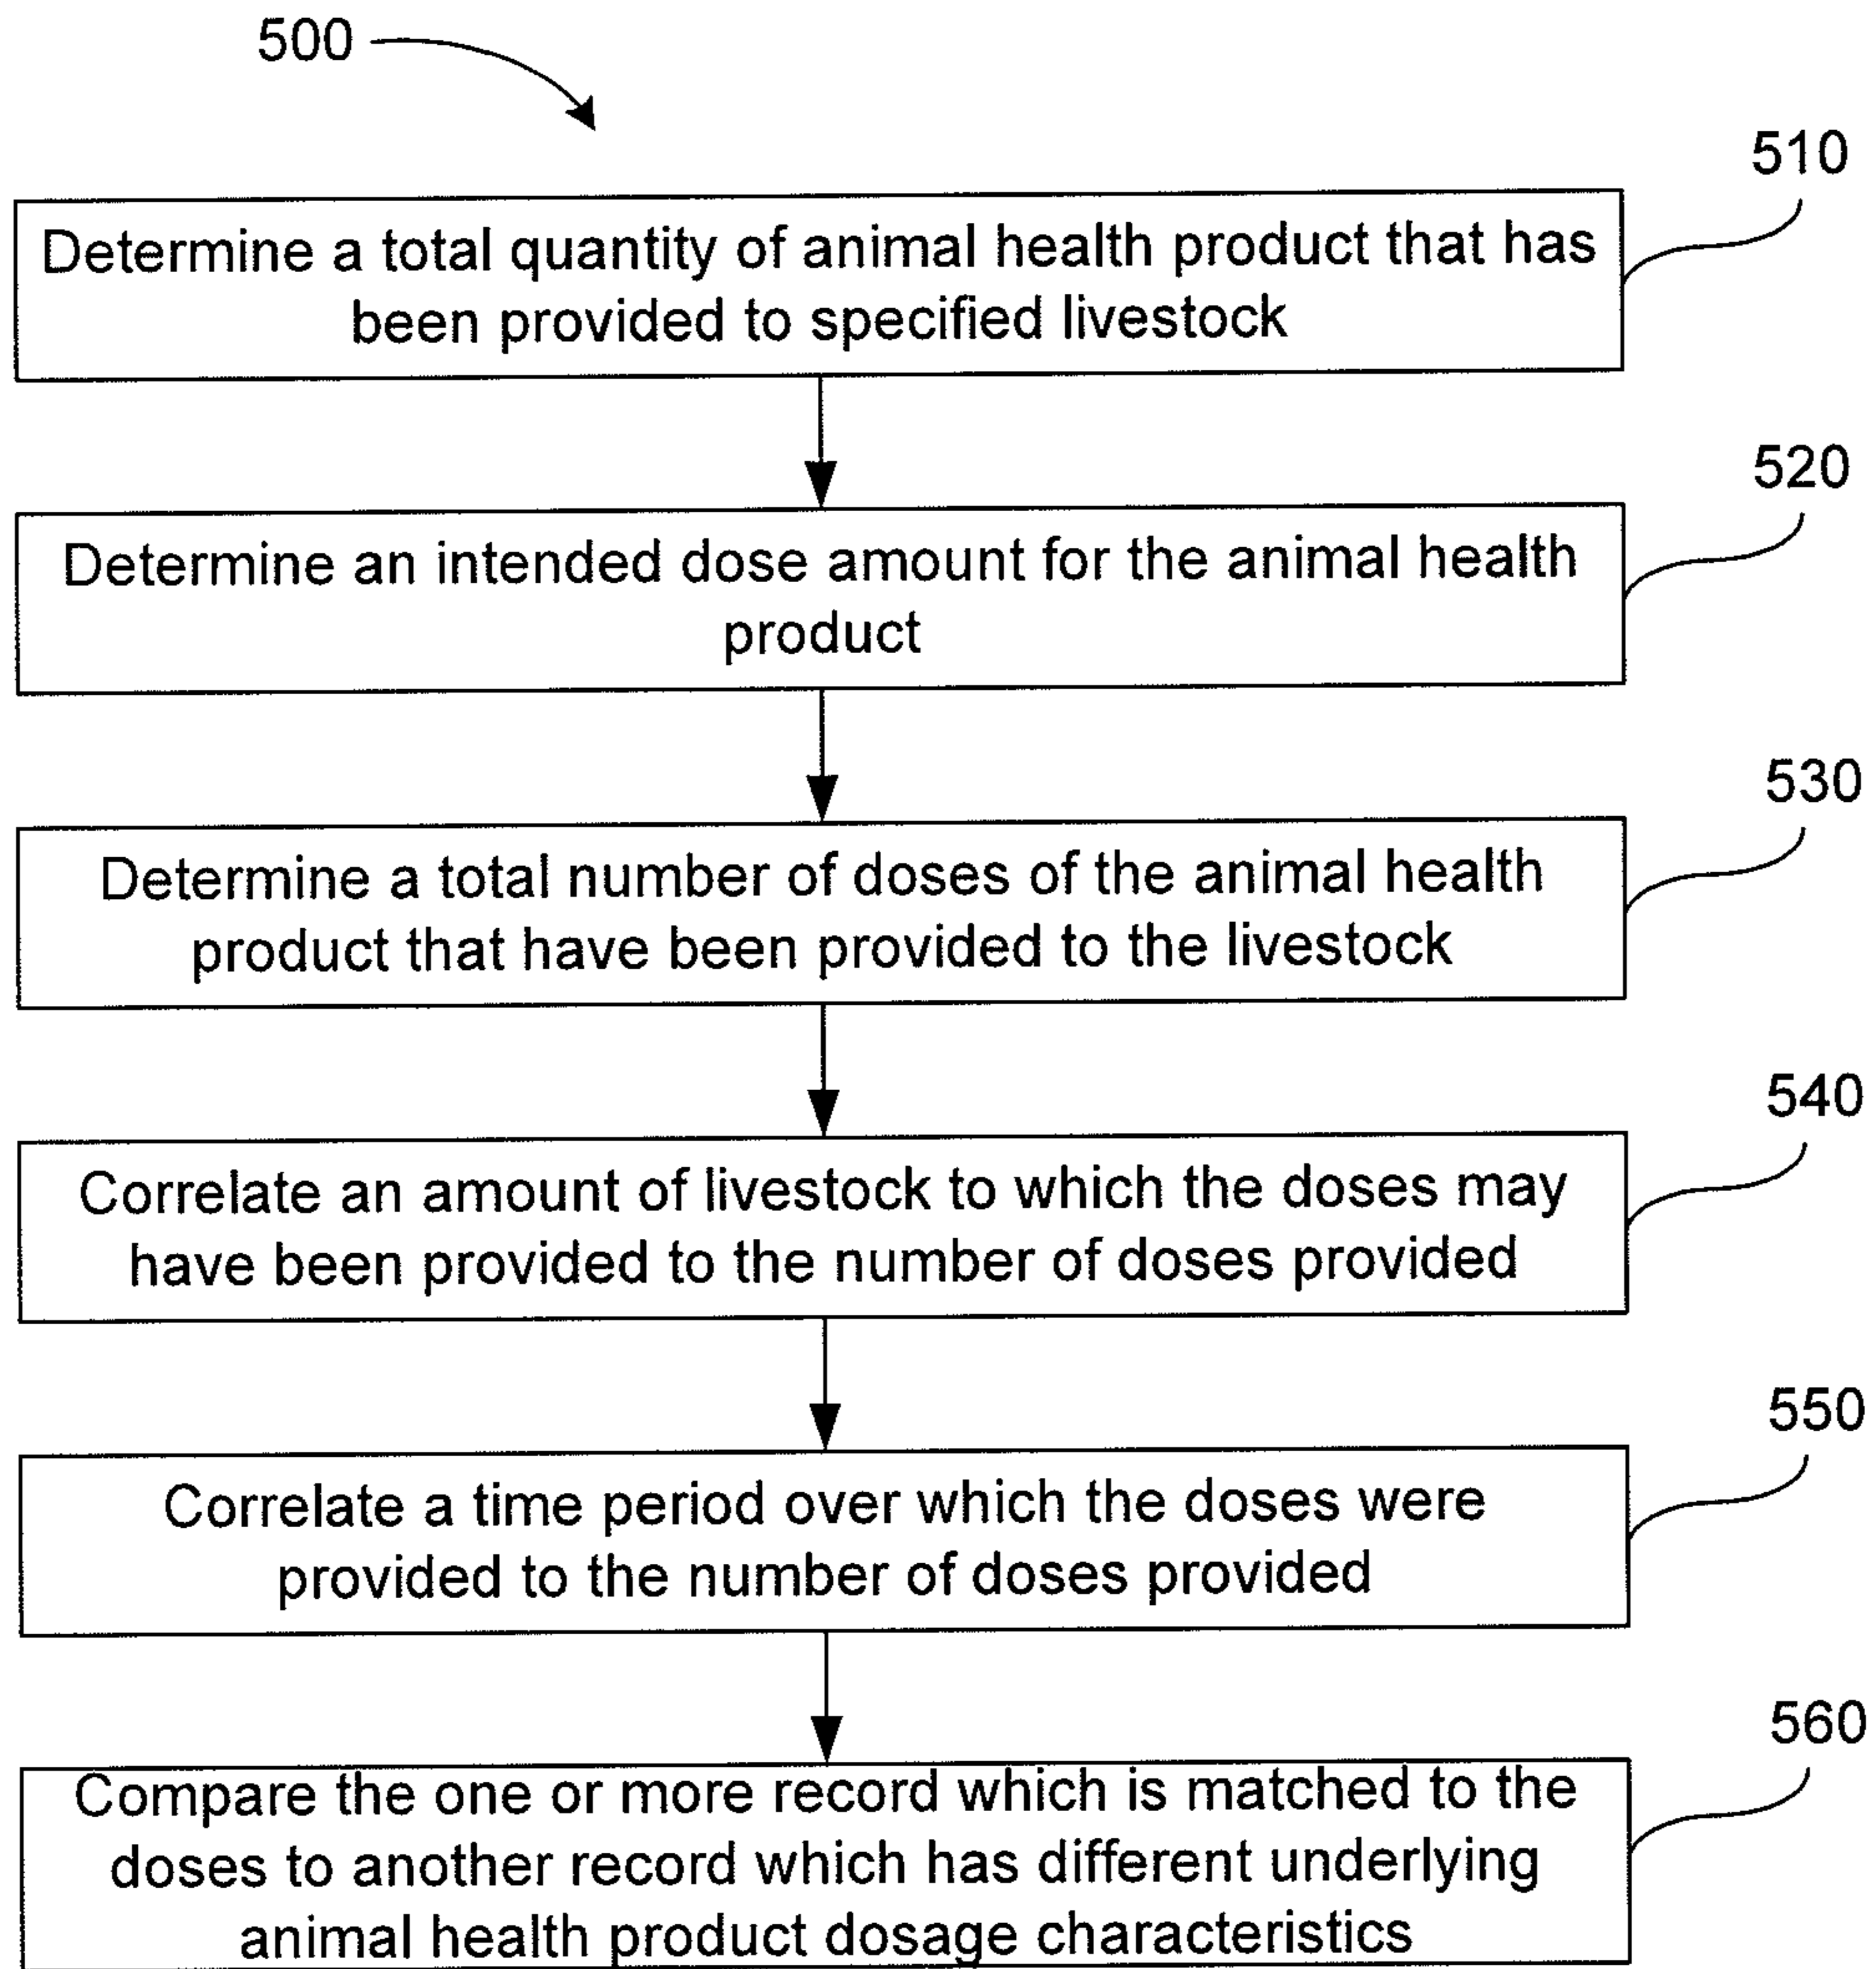 500
510
Determine a total quantity of animal health product that has
been provided to specified livestock
520
Determine an intended dose amount for the animal health
product
530
Determine a total number of doses of the animal health
product that have been provided to the livestock
540
Correlate an amount of livestock to which the doses may
have been provided to the number of doses provided
550
Correlate a time period over which the doses were
provided to the number of doses provided
560
Compare the one or more record which is matched to the
doses to another record which has different underlying
animal health product dosage characteristics